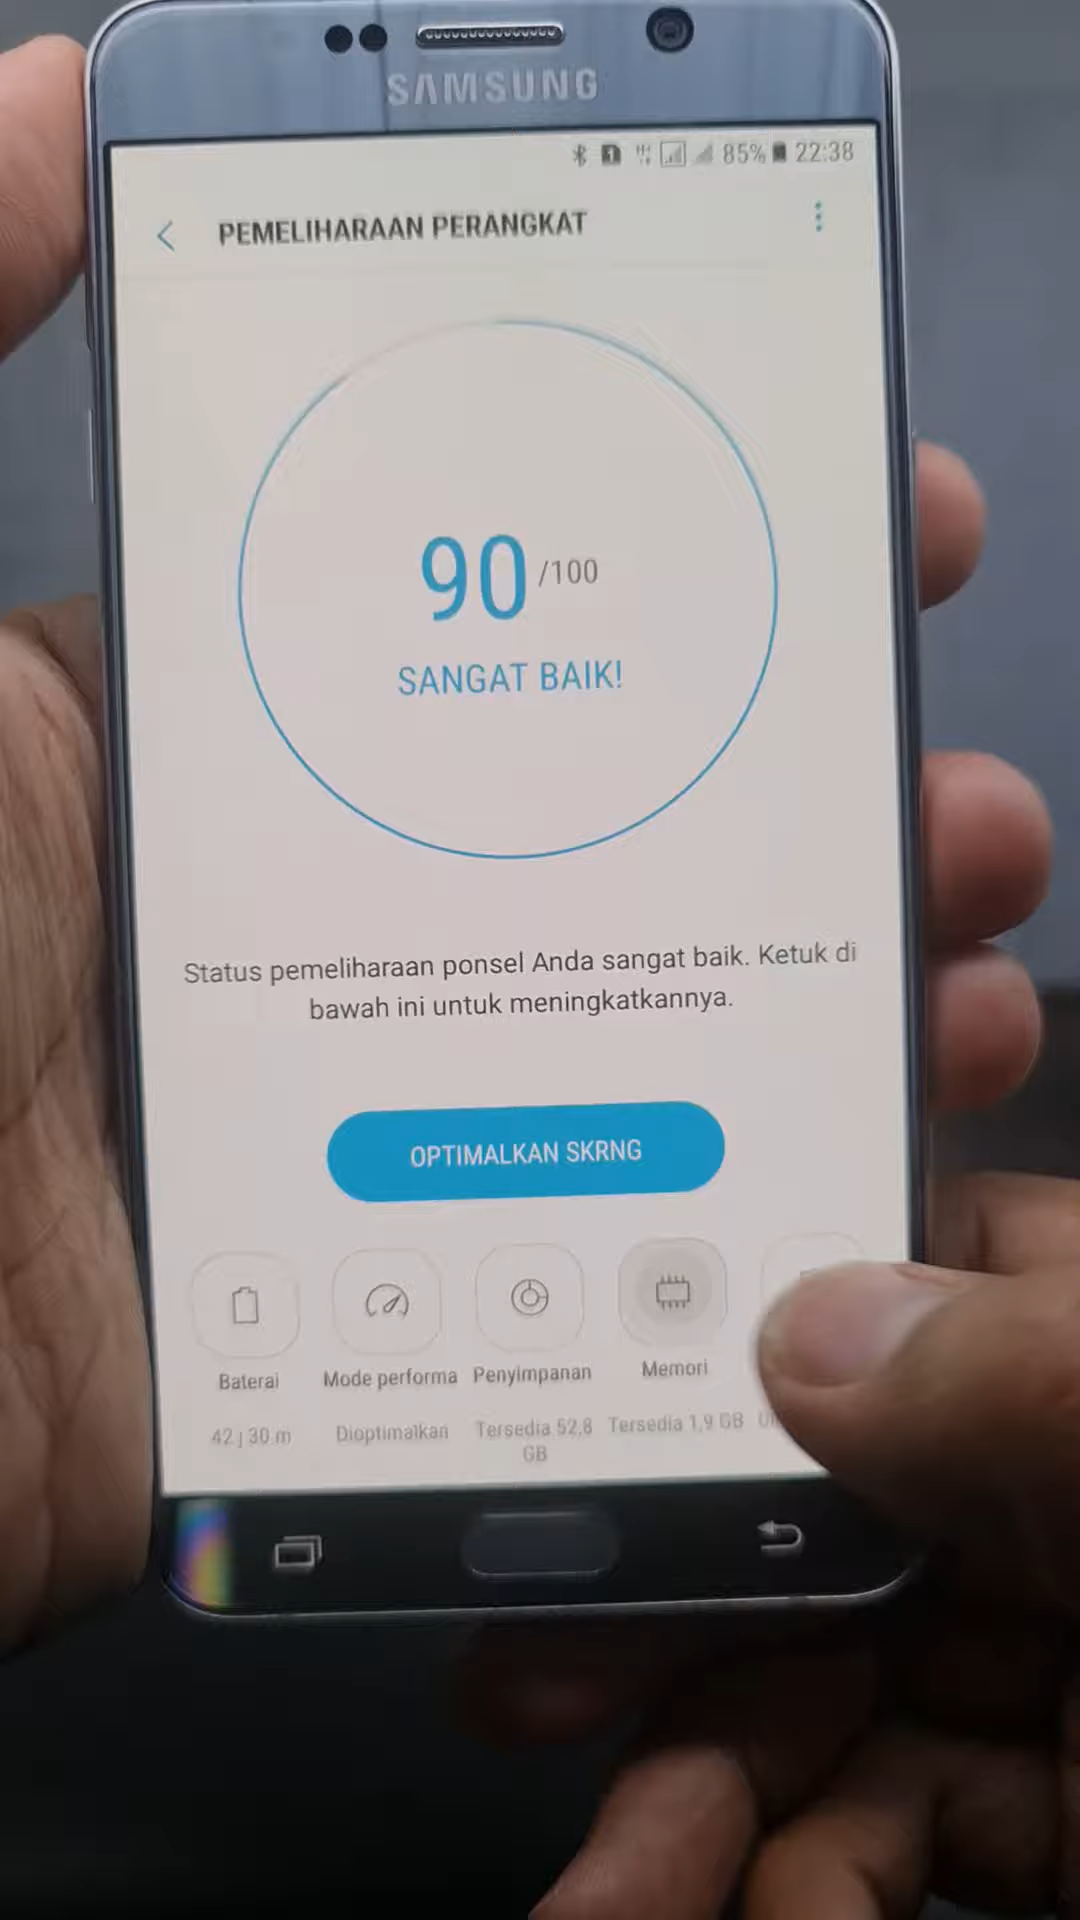 SAMSUNG
85% 22:38
PEMELIHARAAN PERANGKAT
90 /100
SANGAT BAIK!
Status pemeliharaan ponsel Anda sangat baik. Ketuk di
bawah ini untuk meningkatkannya.
OPTIMALKAN SKRNG
Baterai Mode performa Penyimpanan Memori
42 j 30 m Dioptimalkan Tersedia 52,8 Tersedia 1,9 GB
GB